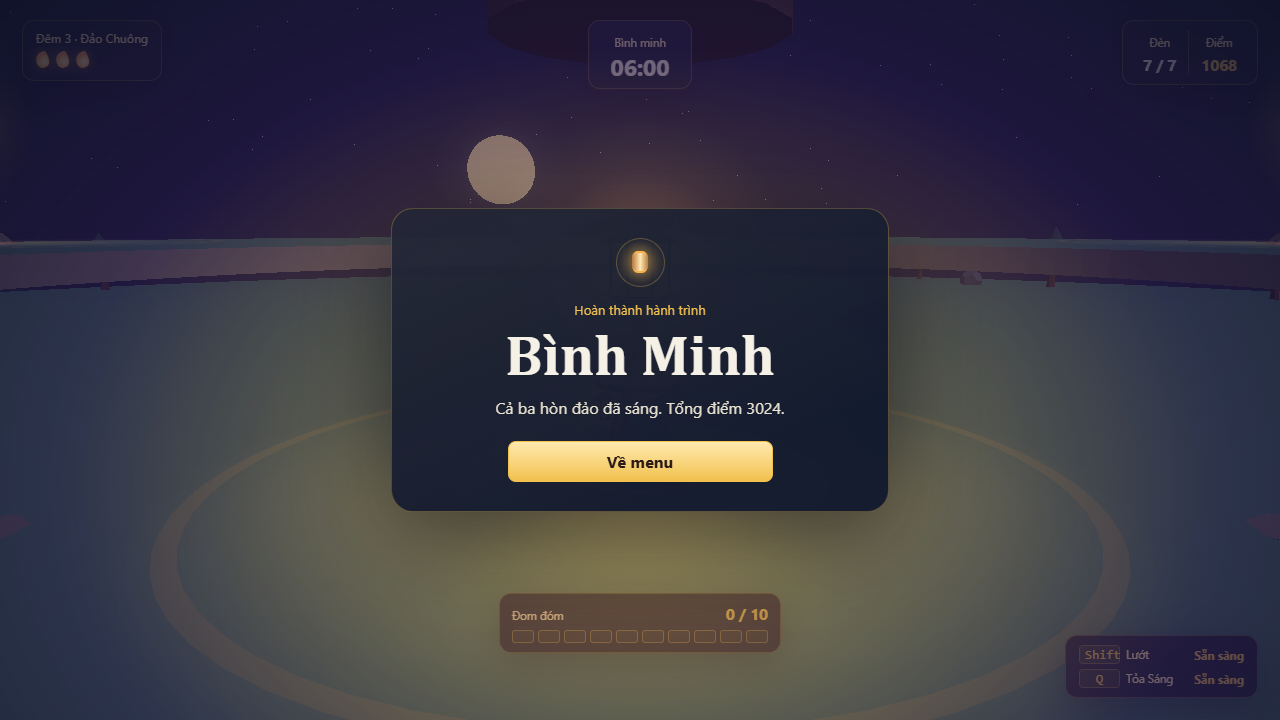 Đêm 3 · Đảo Chuông
Bình minh
06:00
Đèn
7 / 7
Điểm
1068
Hoàn thành hành trình
Bình Minh
Cả ba hòn đảo đã sáng. Tổng điểm 3024.
Về menu
Đom đóm
0 / 10
Shift Lướt Sẵn sàng
Q Tỏa Sáng Sẵn sàng